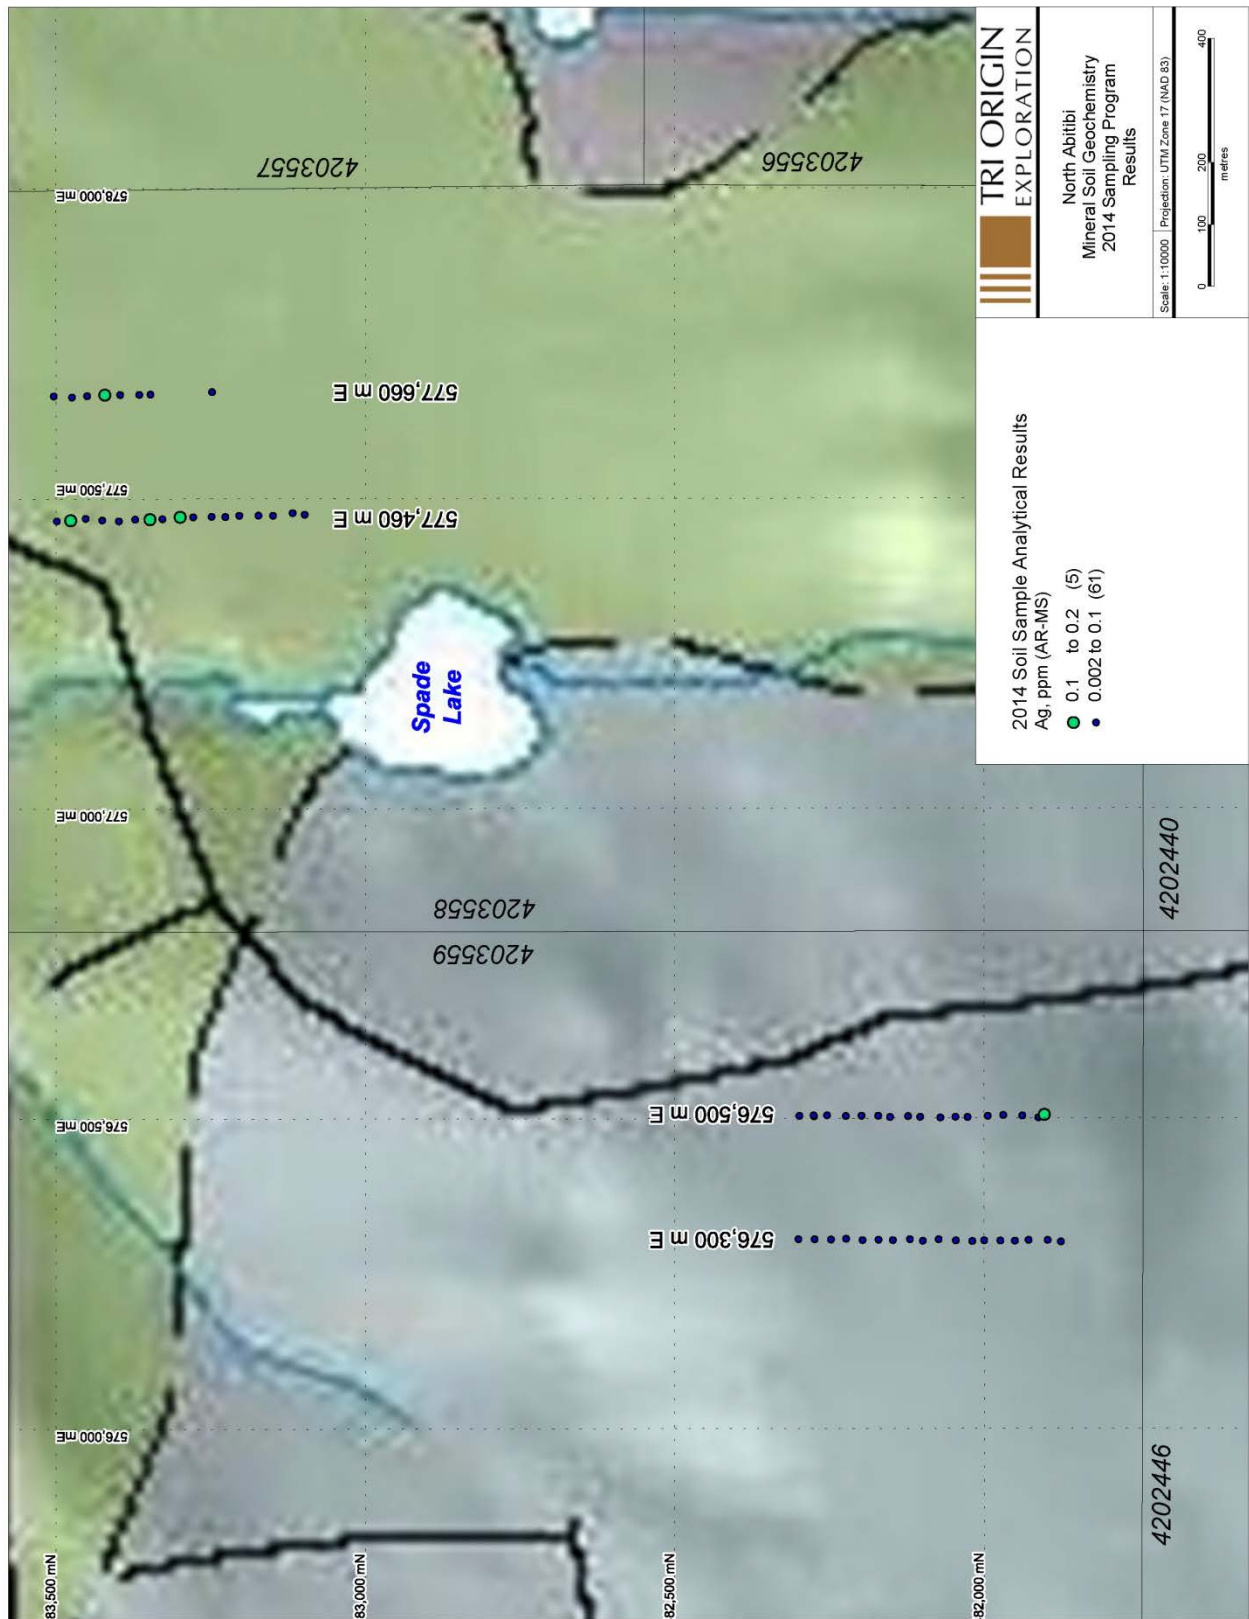 TRI ORIGIN
EXPLORATION
North Abitibi
Mineral Soil Geochemistry
2014 Sampling Program
Results
Scale: 1:10000
Projection: UTM Zone 17 (NAD 83)
0 100 200 400
metres
2014 Soil Sample Analytical Results
Ag, ppm (AR-MS)
0.1 to 0.2 (5)
0.002 to 0.1 (61)
576,000 mE
576,500 mE
577,000 mE
577,500 mE
578,000 mE
83,500 mN
83,000 mN
82,500 mN
82,000 mN
4203557
4203556
577,660 m E
577,460 m E
Spade
Lake
4203558
4203559
4202440
576,500 m E
576,300 m E
4202446